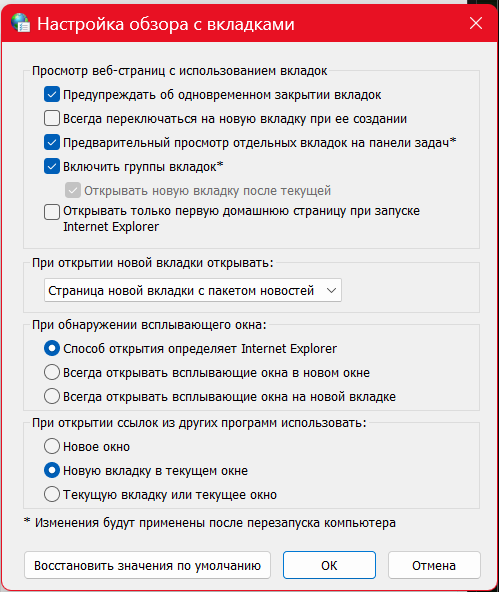 Настройка обзора с вкладками
Просмотр веб-страниц с использованием вкладок
Предупреждать об одновременном закрытии вкладок
Всегда переключаться на новую вкладку при ее создании
Предварительный просмотр отдельных вкладок на панели задач*
Включить группы вкладок*
Открывать новую вкладку после текущей
Открывать только первую домашнюю страницу при запуске
Internet Explorer
При открытии новой вкладки открывать:
Страница новой вкладки с пакетом новостей
При обнаружении всплывающего окна:
Способ открытия определяет Internet Explorer
Всегда открывать всплывающие окна в новом окне
Всегда открывать всплывающие окна на новой вкладке
При открытии ссылок из других программ использовать:
Новое окно
Новую вкладку в текущем окне
Текущую вкладку или текущее окно
* Изменения будут применены после перезапуска компьютера
Восстановить значения по умолчанию
ОК
Отмена